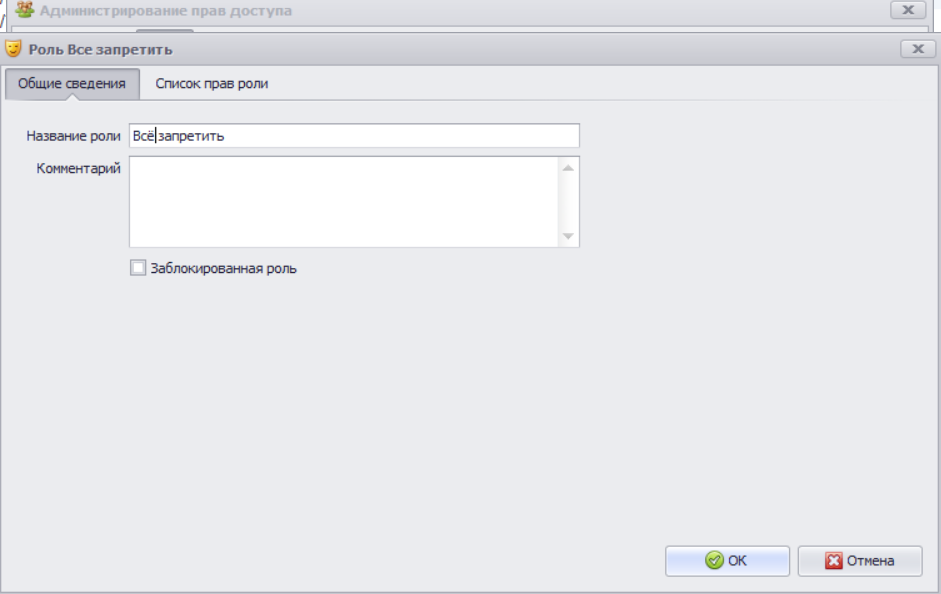 Администрирование прав доступа
Роль Все запретить
Общие сведения Список прав роли
Название роли Всё запретить
Комментарий
Заблокированная роль
ОК Отмена